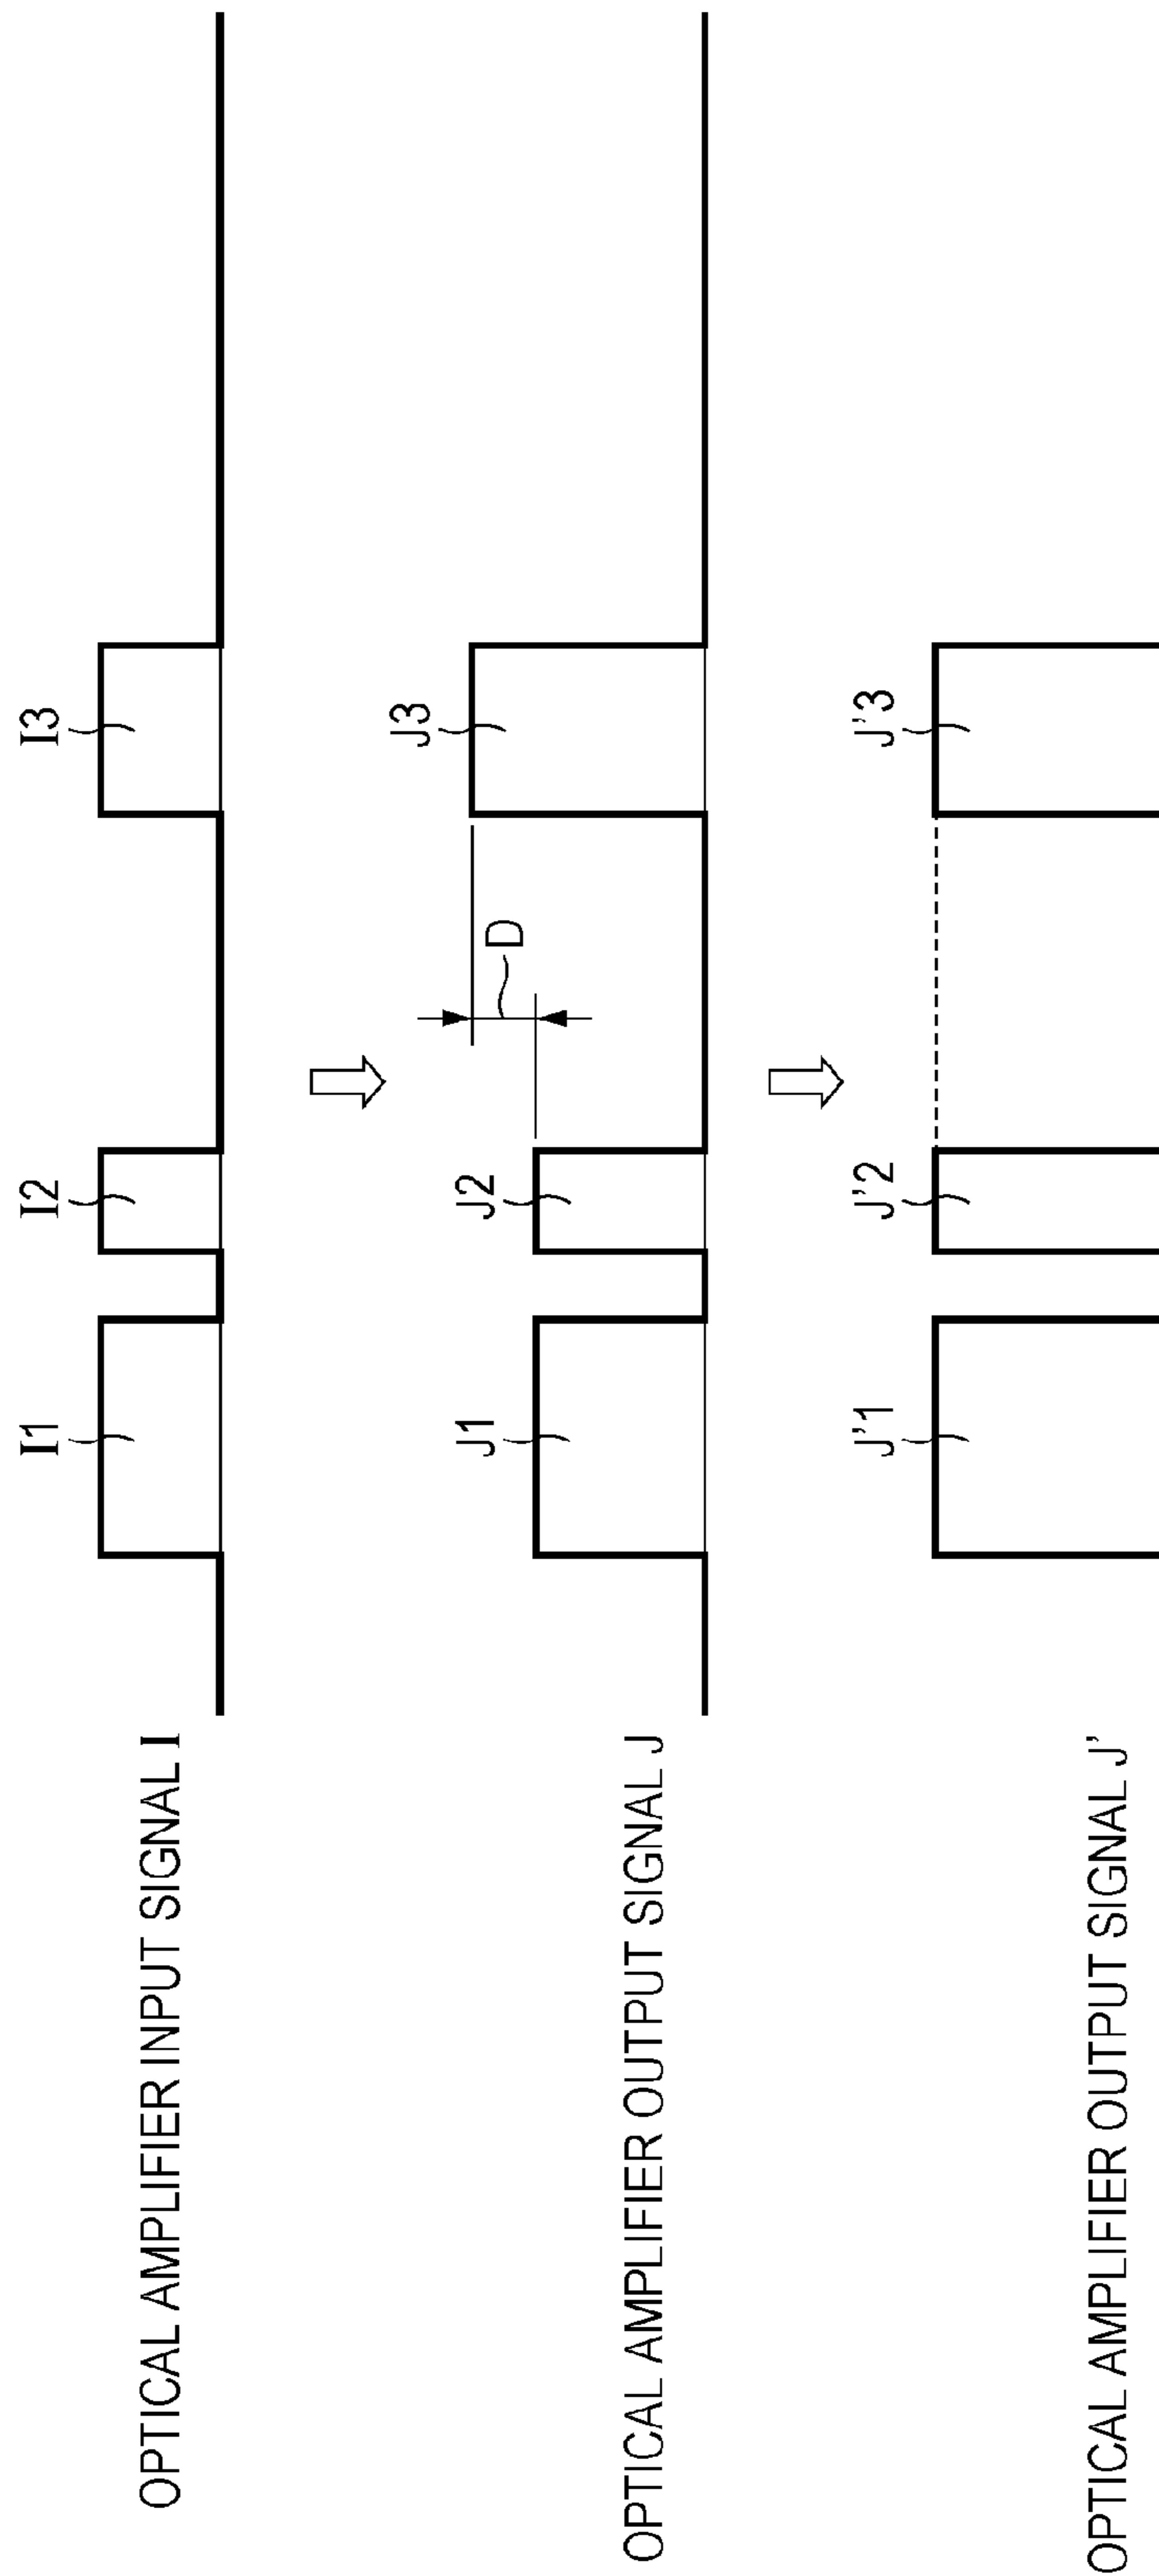 OPTICAL AMPLIFIER INPUT SIGNAL I
I1
I2
I3
OPTICAL AMPLIFIER OUTPUT SIGNAL J
J1
J2
D
J3
OPTICAL AMPLIFIER OUTPUT SIGNAL J'
J'1
J'2
J'3